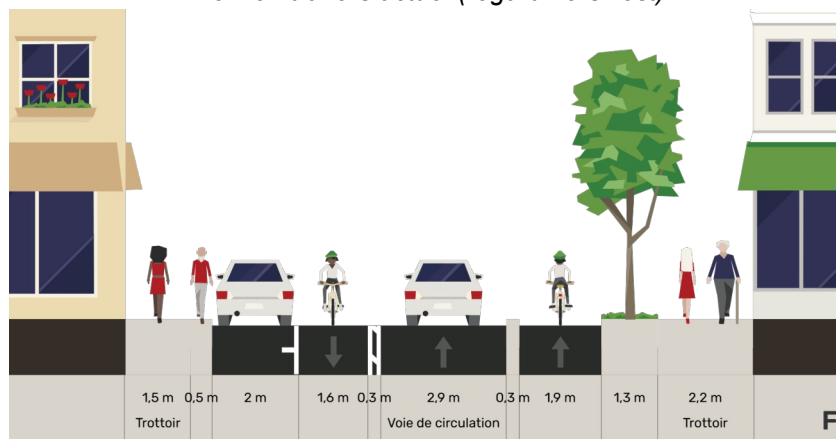 1,5 m 0,5 m 2 m 1,6 m 0,3 m 2,9 m 0,3 m 1,9 m 1,3 m 2,2 m
Trottoir Voie de circulation Trottoir
F